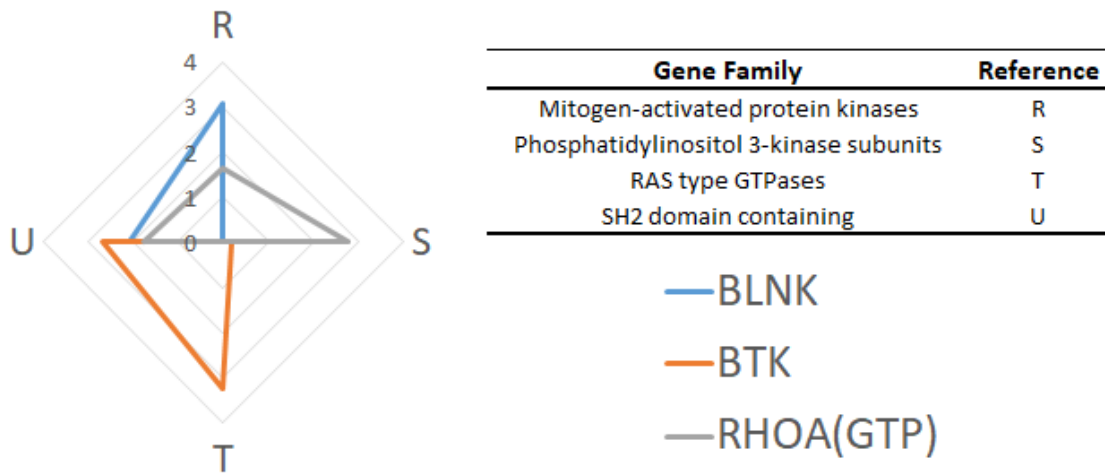 R
4
3
2
1
0
U
S
T
Gene Family Reference
Mitogen-activated protein kinases R
Phosphatidylinositol 3-kinase subunits S
RAS type GTPases T
SH2 domain containing U
BLNK
BTK
RHOA(GTP)